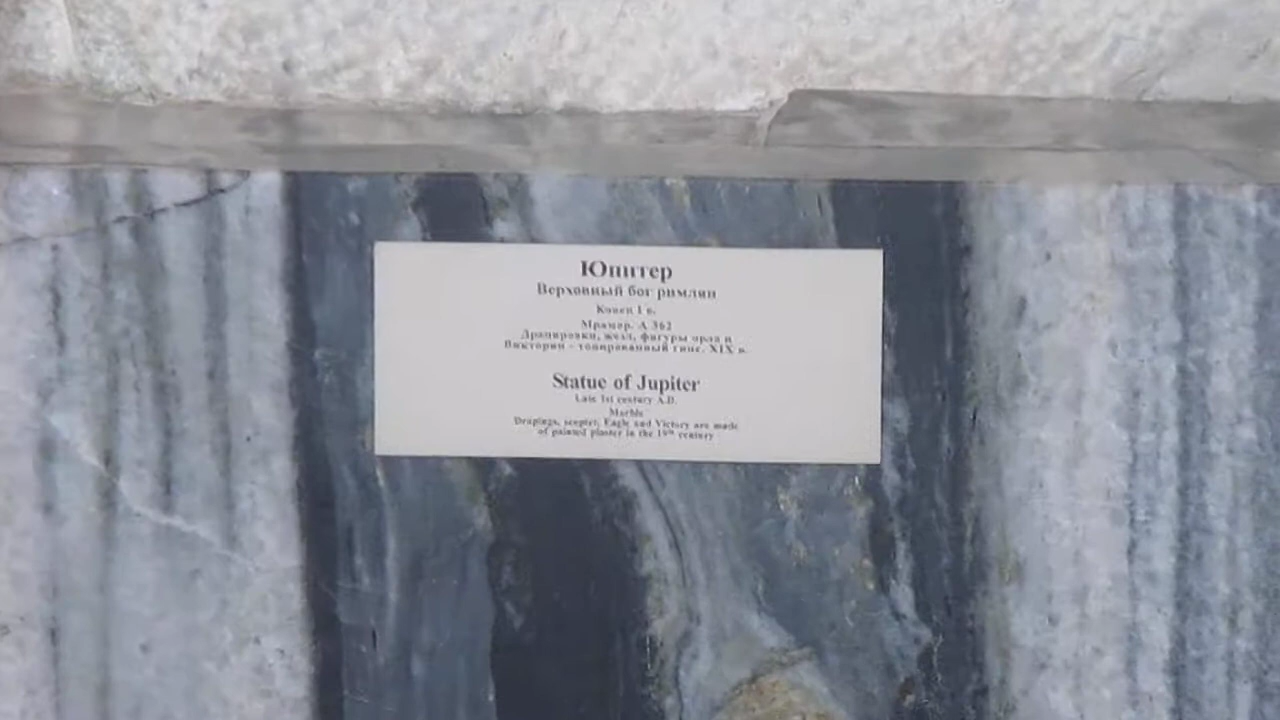 Юпитер
Верховный бог римлян
Конец I в.
Мрамор. А 362
Драпировки, жезл, фигуры орла и
Виктории - тонированный гипс. XIX в.
Statue of Jupiter
Late 1st century A.D.
Marble
Drapings, scepter, Eagle and Victory are made
of painted plaster in the 19th century